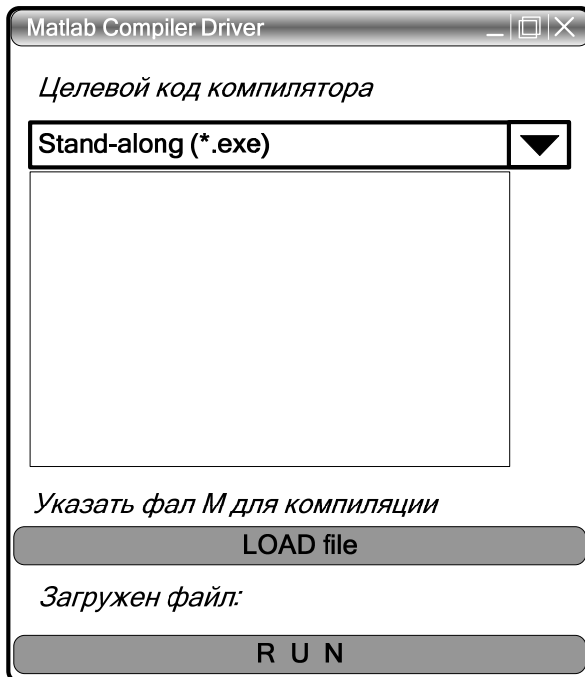 Matlab Compiler Driver
Целевой код компилятора
Stand-along (*.exe)
Указать фал М для компиляции
LOAD file
Загружен файл:
R U N